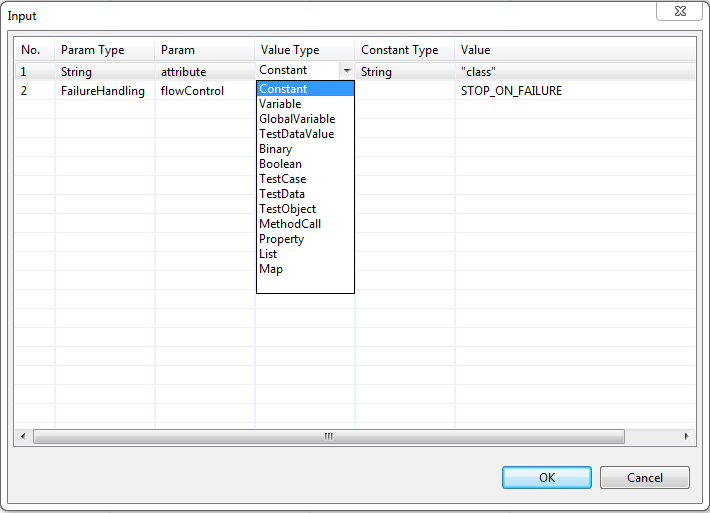 Input
No. Param Type Param Value Type Constant Type Value
1 String attribute Constant String "class"
2 FailureHandling flowControl Constant STOP_ON_FAILURE
Variable
GlobalVariable
TestDataValue
Binary
Boolean
TestCase
TestData
TestObject
MethodCall
Property
List
Map
OK Cancel